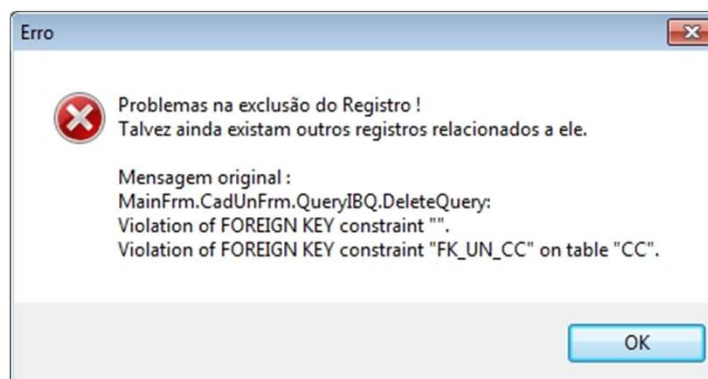 Erro
Problemas na exclusão do Registro !
Talvez ainda existam outros registros relacionados a ele.
Mensagem original :
MainFrm.CadUnFrm.QueryIBQ.DeleteQuery:
Violation of FOREIGN KEY constraint "".
Violation of FOREIGN KEY constraint "FK_UN_CC" on table "CC".
OK